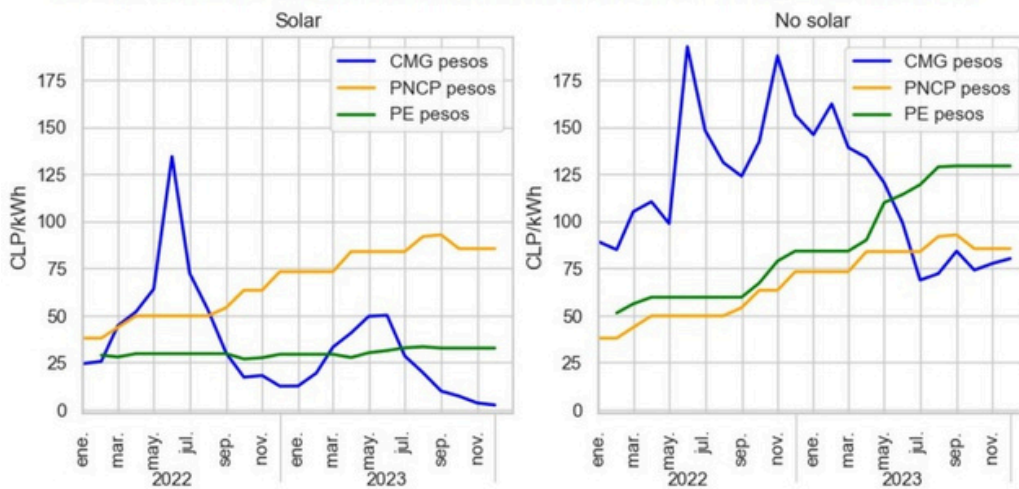 Solar
No solar
CMG pesos
PNCP pesos
PE pesos
CMG pesos
PNCP pesos
PE pesos
CLP/kWh
175
150
125
100
75
50
25
0
CLP/kWh
175
150
125
100
75
50
25
0
ene. mar. may. jul. sep. nov. ene. mar. may. jul. sep. nov.
2022 2023
ene. mar. may. jul. sep. nov. ene. mar. may. jul. sep. nov.
2022 2023